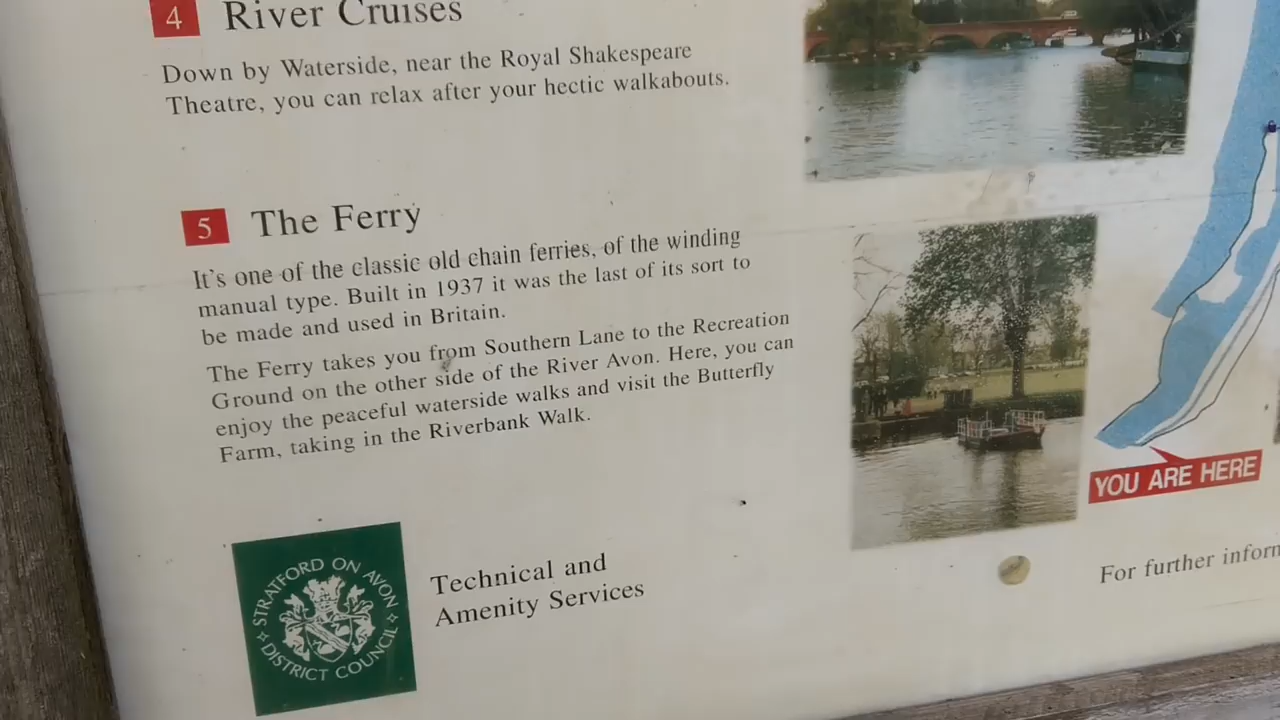 4 River Cruises
Down by Waterside, near the Royal Shakespeare
Theatre, you can relax after your hectic walkabouts.
5 The Ferry
It's one of the classic old chain ferries, of the winding
manual type. Built in 1937 it was the last of its sort to
be made and used in Britain.
The Ferry takes you from Southern Lane to the Recreation
Ground on the other side of the River Avon. Here, you can
enjoy the peaceful waterside walks and visit the Butterfly
Farm, taking in the Riverbank Walk.
YOU ARE HERE
STRATFORD ON AVON
DISTRICT COUNCIL
Technical and
Amenity Services
For further